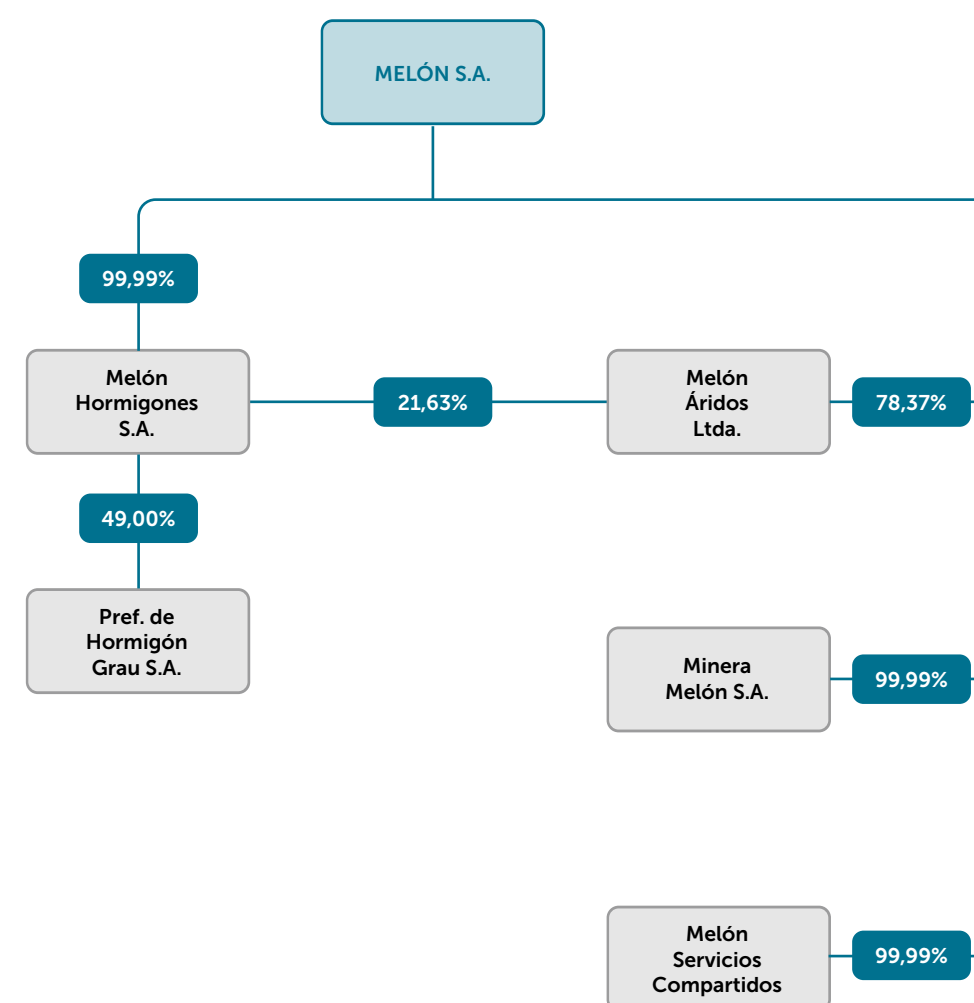 MELÓN S.A.
99,99%
Melón
Hormigones
S.A.
21,63%
Melón
Áridos
Ltda.
78,37%
49,00%
Pref. de
Hormigón
Grau S.A.
Minera
Melón S.A.
99,99%
Melón
Servicios
Compartidos
99,99%